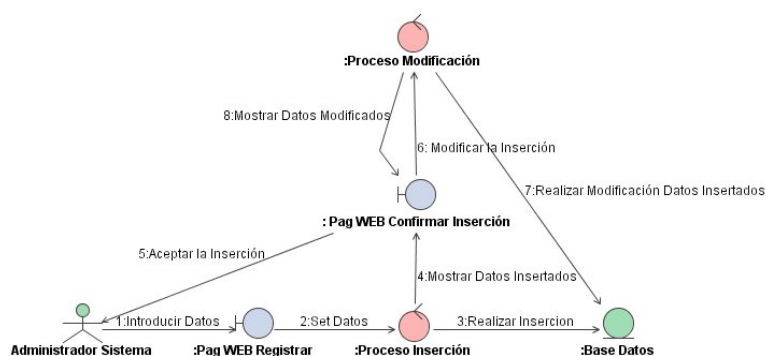 :Proceso Modificación
8:Mostrar Datos Modificados
6: Modificar la Inserción
7:Realizar Modificación Datos Insertados
: Pag WEB Confirmar Inserción
5:Aceptar la Inserción
4:Mostrar Datos Insertados
1:Introducir Datos
2:Set Datos
3:Realizar Insercion
Administrador Sistema
:Pag WEB Registrar
:Proceso Inserción
:Base Datos